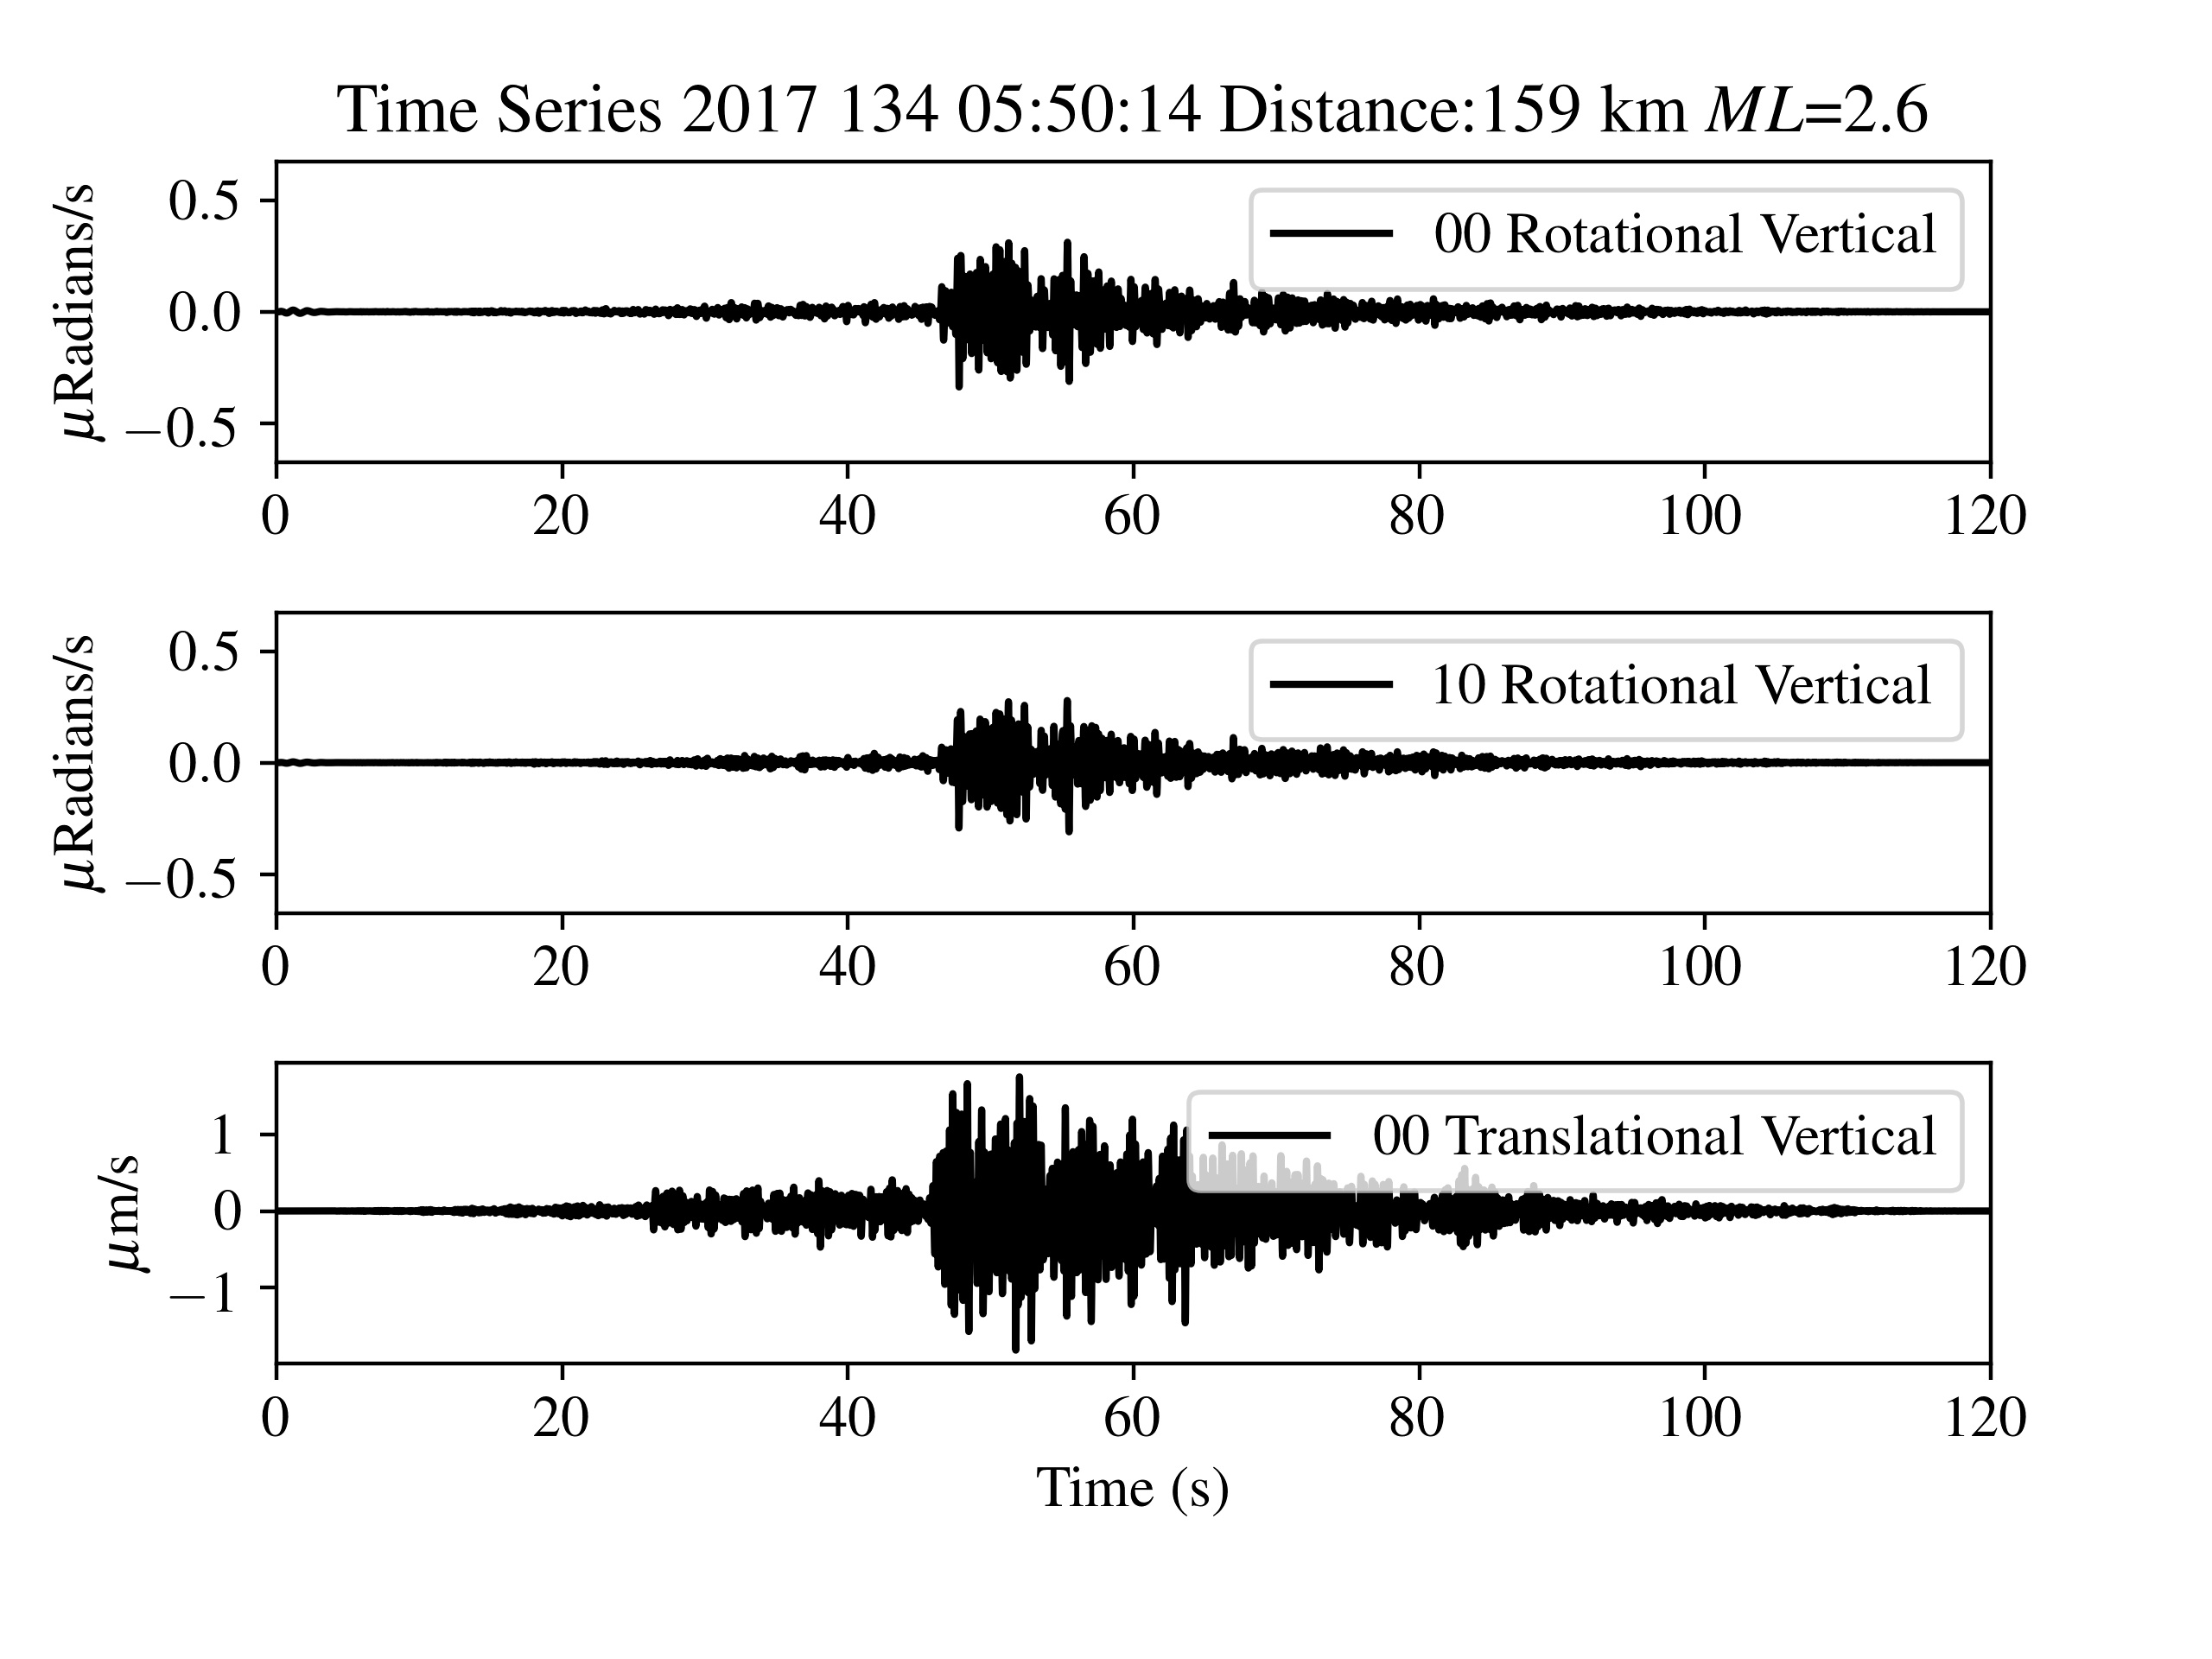 Time Series 2017 134 05:50:14 Distance:159 km ML=2.6
μRadians/s
0.5
0.0
−0.5
00 Rotational Vertical
0 20 40 60 80 100 120
μRadians/s
0.5
0.0
−0.5
10 Rotational Vertical
0 20 40 60 80 100 120
μm/s
1
0
−1
00 Translational Vertical
0 20 40 60 80 100 120
Time (s)